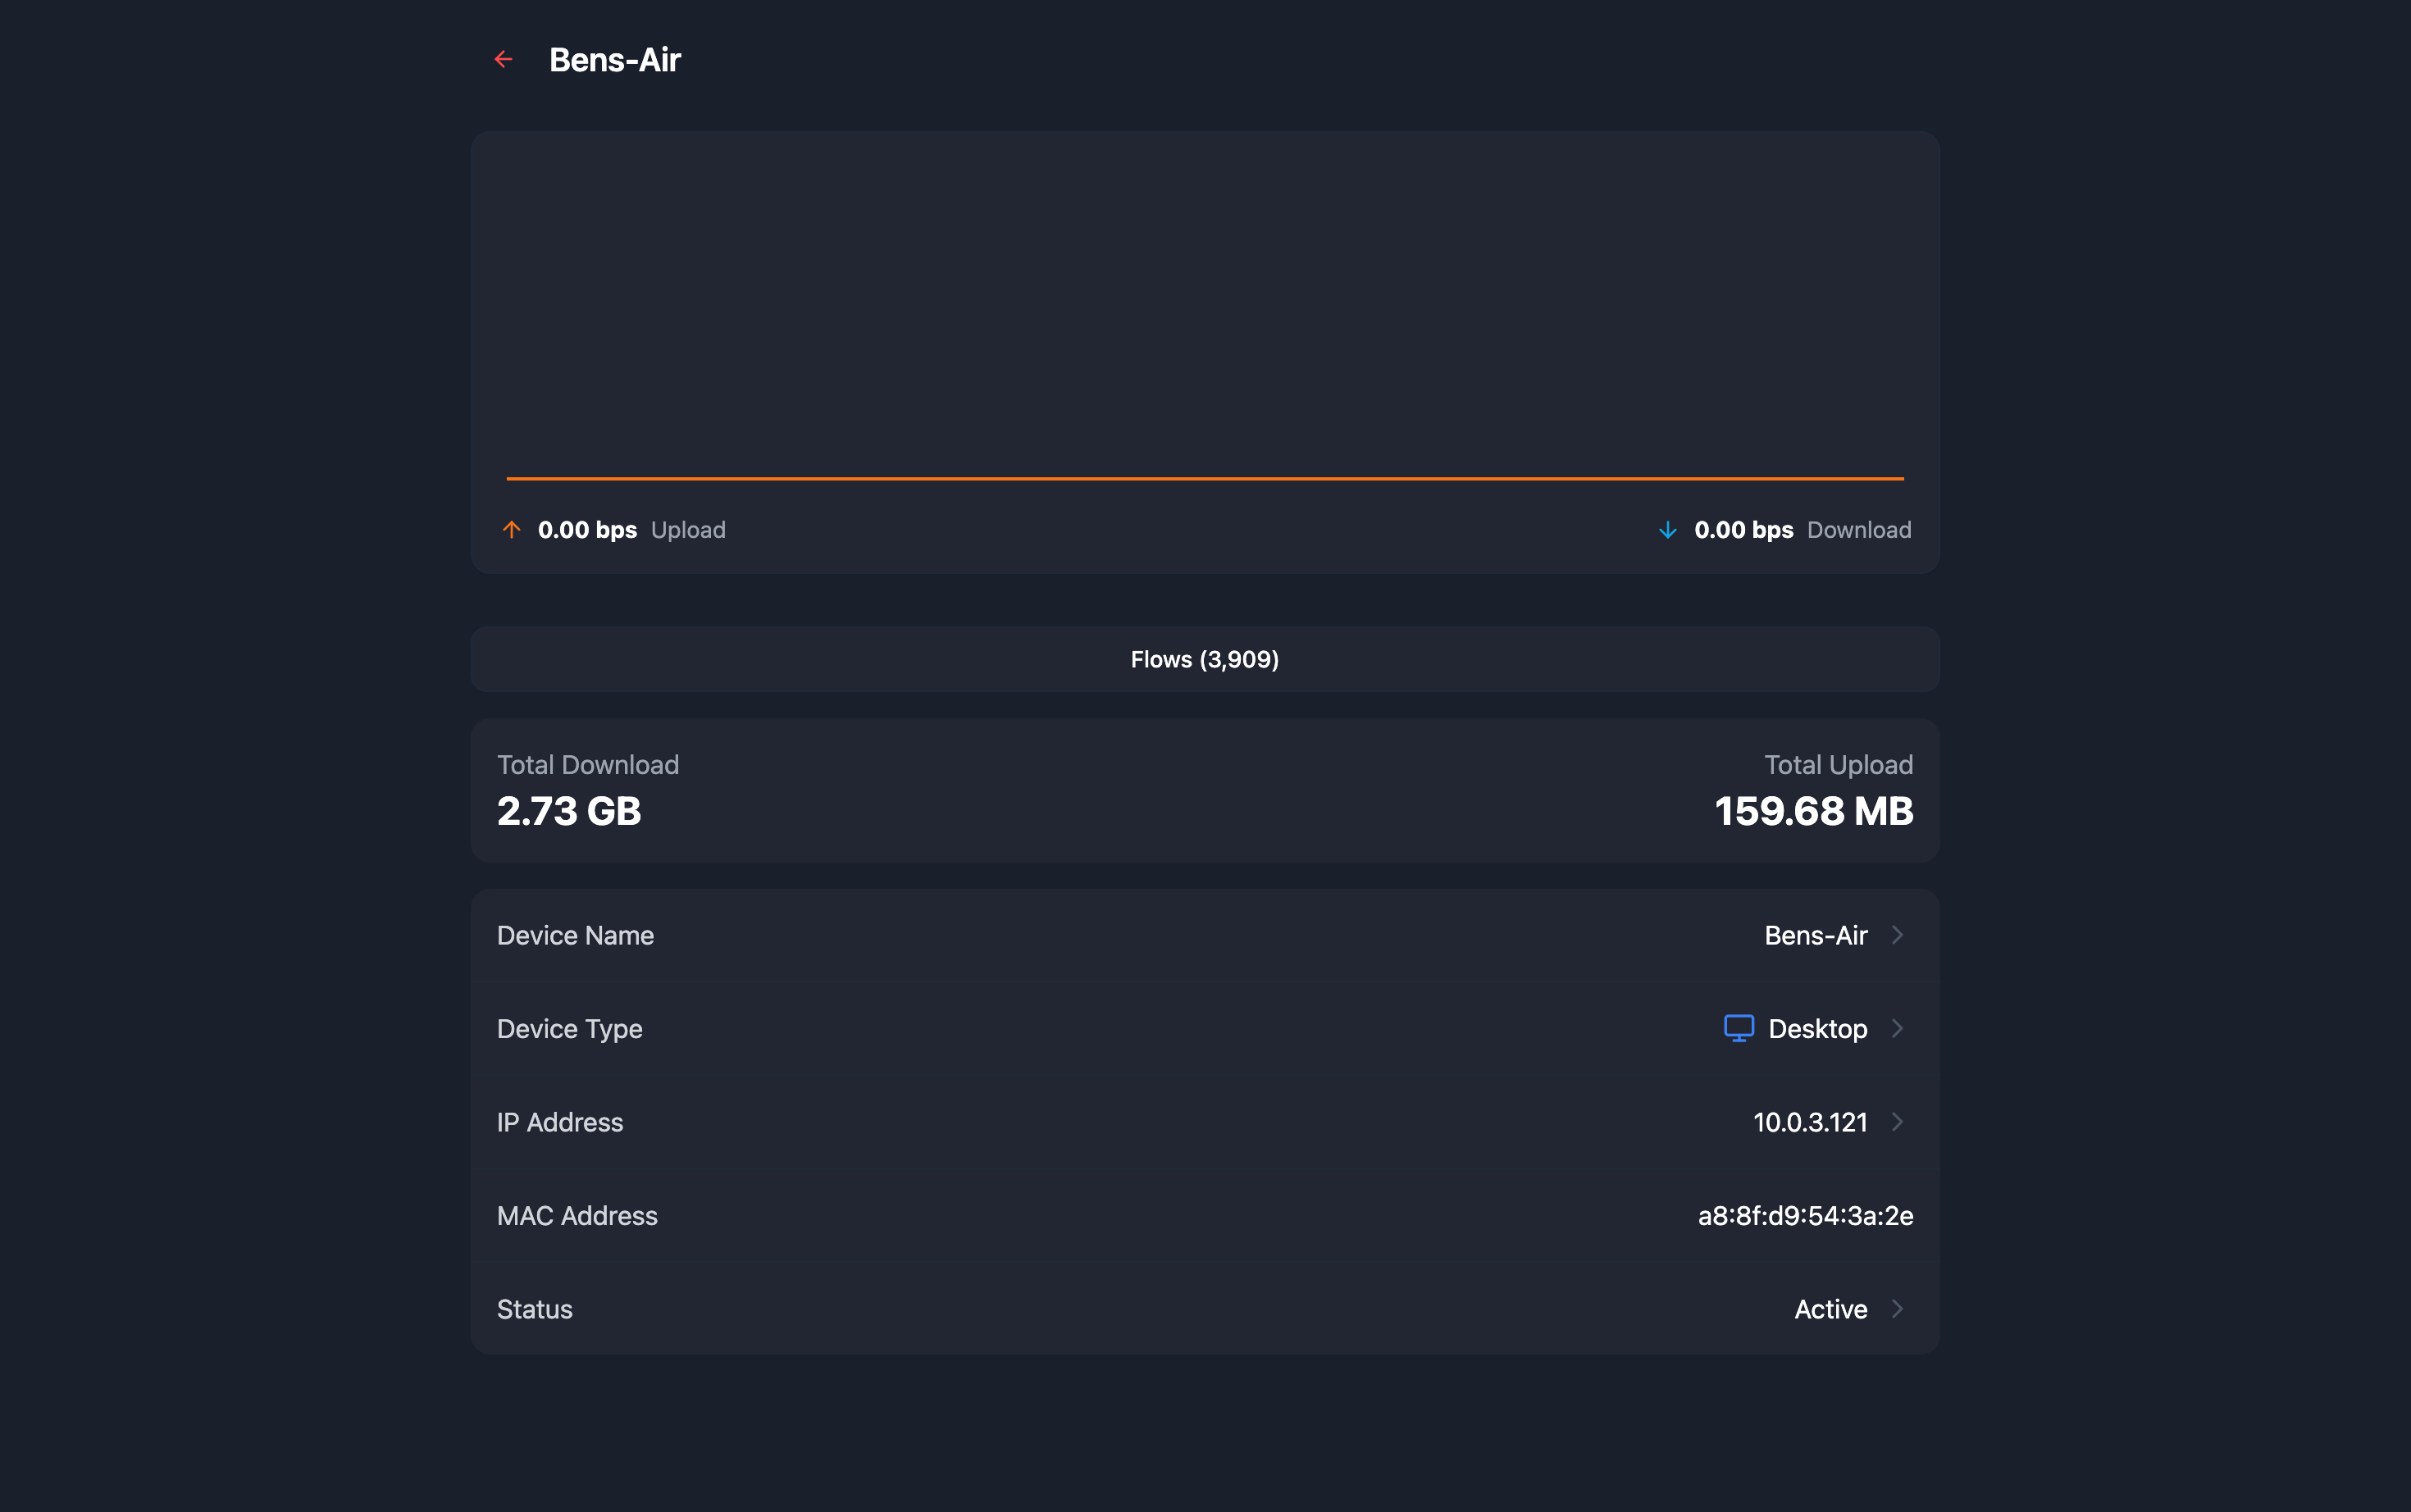 Bens-Air
0.00 bps Upload
0.00 bps Download
Flows (3,909)
Total Download
2.73 GB
Total Upload
159.68 MB
Device Name
Bens-Air
Device Type
Desktop
IP Address
10.0.3.121
MAC Address
a8:8f:d9:54:3a:2e
Status
Active